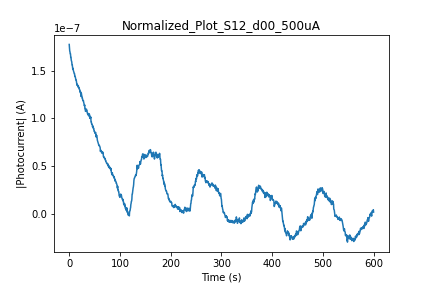 Normalized_Plot_S12_d00_500uA
1e−7
1.5
1.0
0.5
0.0
|Photocurrent| (A)
0 100 200 300 400 500 600
Time (s)